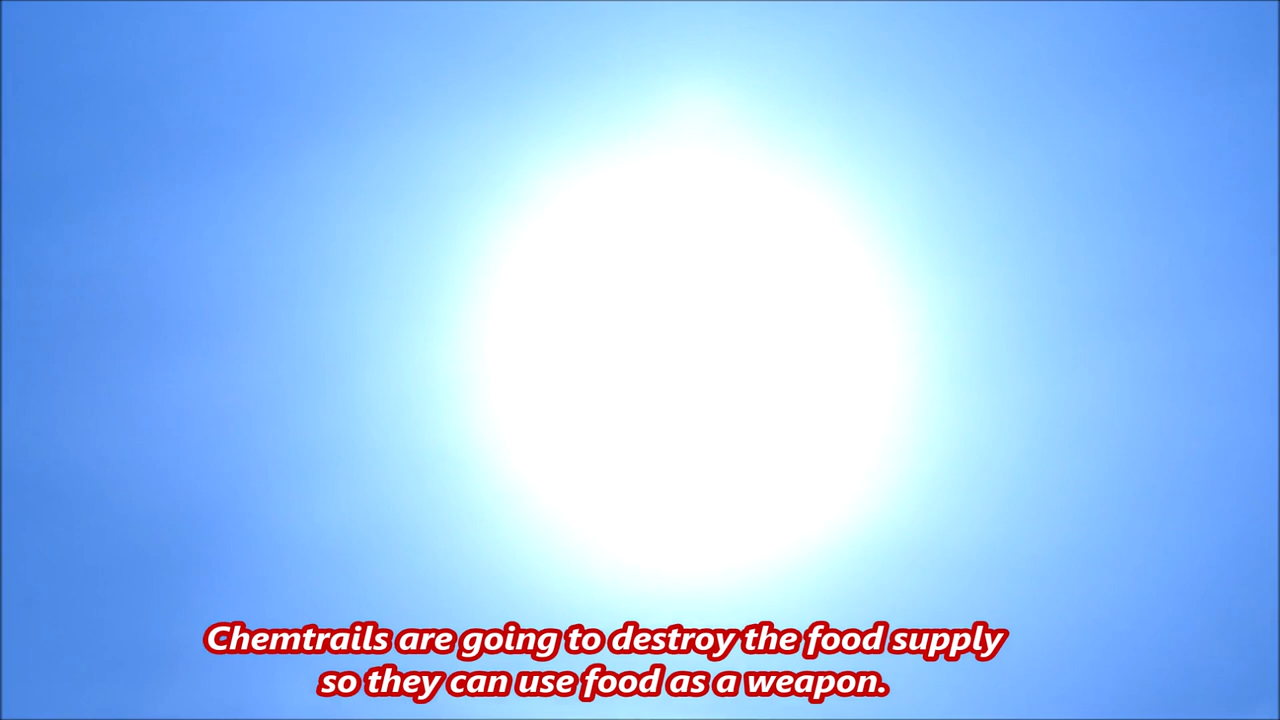 Chemtrails are going to destroy the food supply
so they can use food as a weapon.